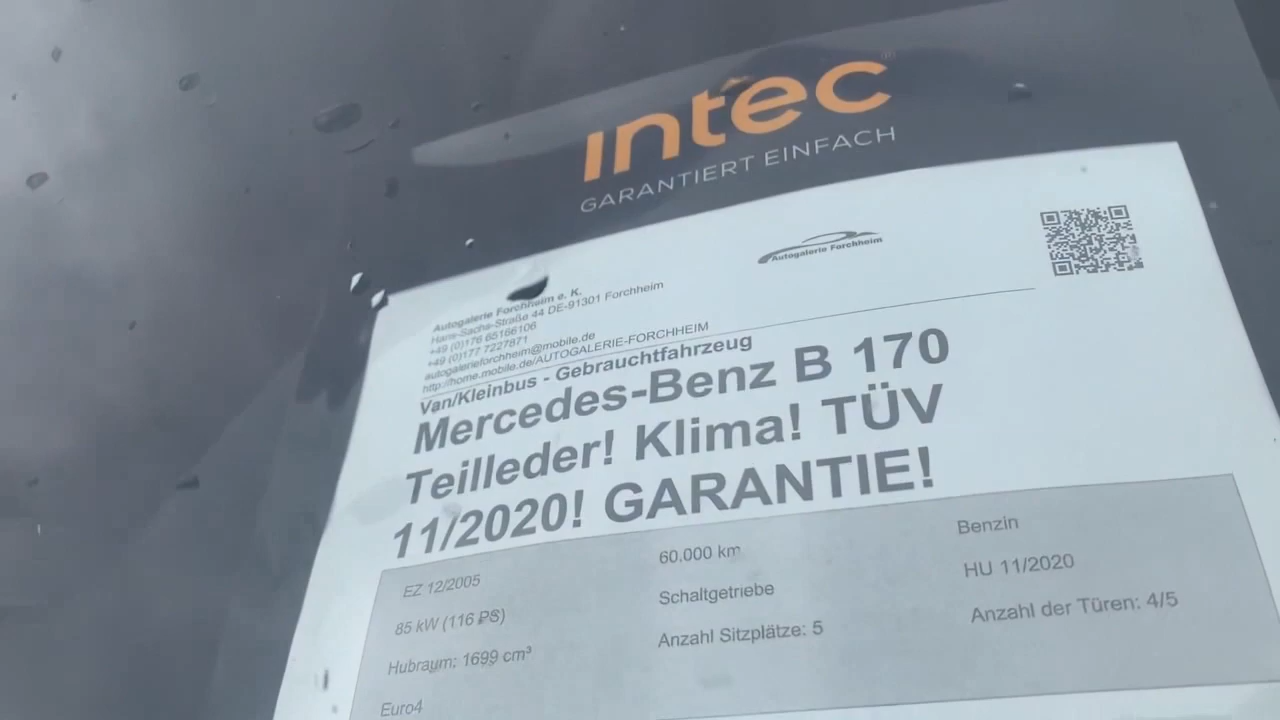 intec
GARANTIERT EINFACH
Autogalerie Forchheim
Autogalerie Forchheim e. K.
Hans-Sachs-Straße 44 DE-91301 Forchheim
+49 (0)176 65166106
+49 (0)177 7227871
autogalerieforchheim@mobile.de
http://home.mobile.de/AUTOGALERIE-FORCHHEIM
Van/Kleinbus - Gebrauchtfahrzeug
Mercedes-Benz B 170
Teilleder! Klima! TÜV
11/2020! GARANTIE!
EZ 12/2005
60.000 km
Benzin
85 kW (116 PS)
Schaltgetriebe
HU 11/2020
Hubraum: 1699 cm³
Anzahl Sitzplätze: 5
Anzahl der Türen: 4/5
Euro4